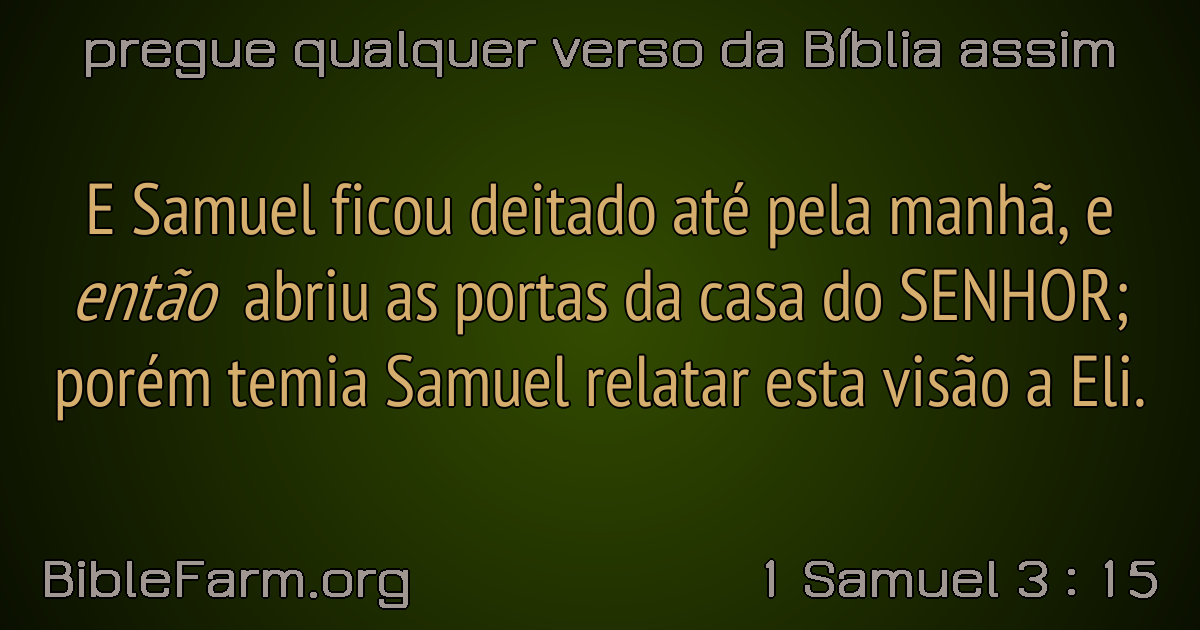 pregue qualquer verso da Bíblia assim
E Samuel ficou deitado até pela manhã, e
então abriu as portas da casa do SENHOR;
porém temia Samuel relatar esta visão a Eli.
BibleFarm.org
1 Samuel 3 : 15